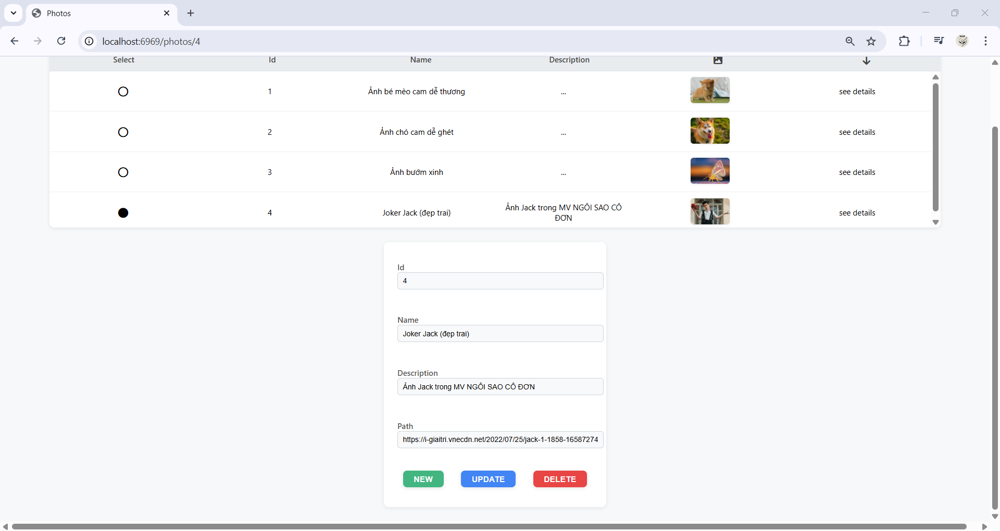 Photos
localhost:6969/photos/4
Select Id Name Description
1 Ảnh bé mèo cam dễ thương ... see details
2 Ảnh chó cam dễ ghét ... see details
3 Ảnh bướm xinh ... see details
4 Joker Jack (đẹp trai) Ảnh Jack trong MV NGÔI SAO CÔ ĐƠN see details
Id
4
Name
Joker Jack (đẹp trai)
Description
Ảnh Jack trong MV NGÔI SAO CÔ ĐƠN
Path
https://i-giaitri.vnecdn.net/2022/07/25/jack-1-1858-16587274
NEW UPDATE DELETE